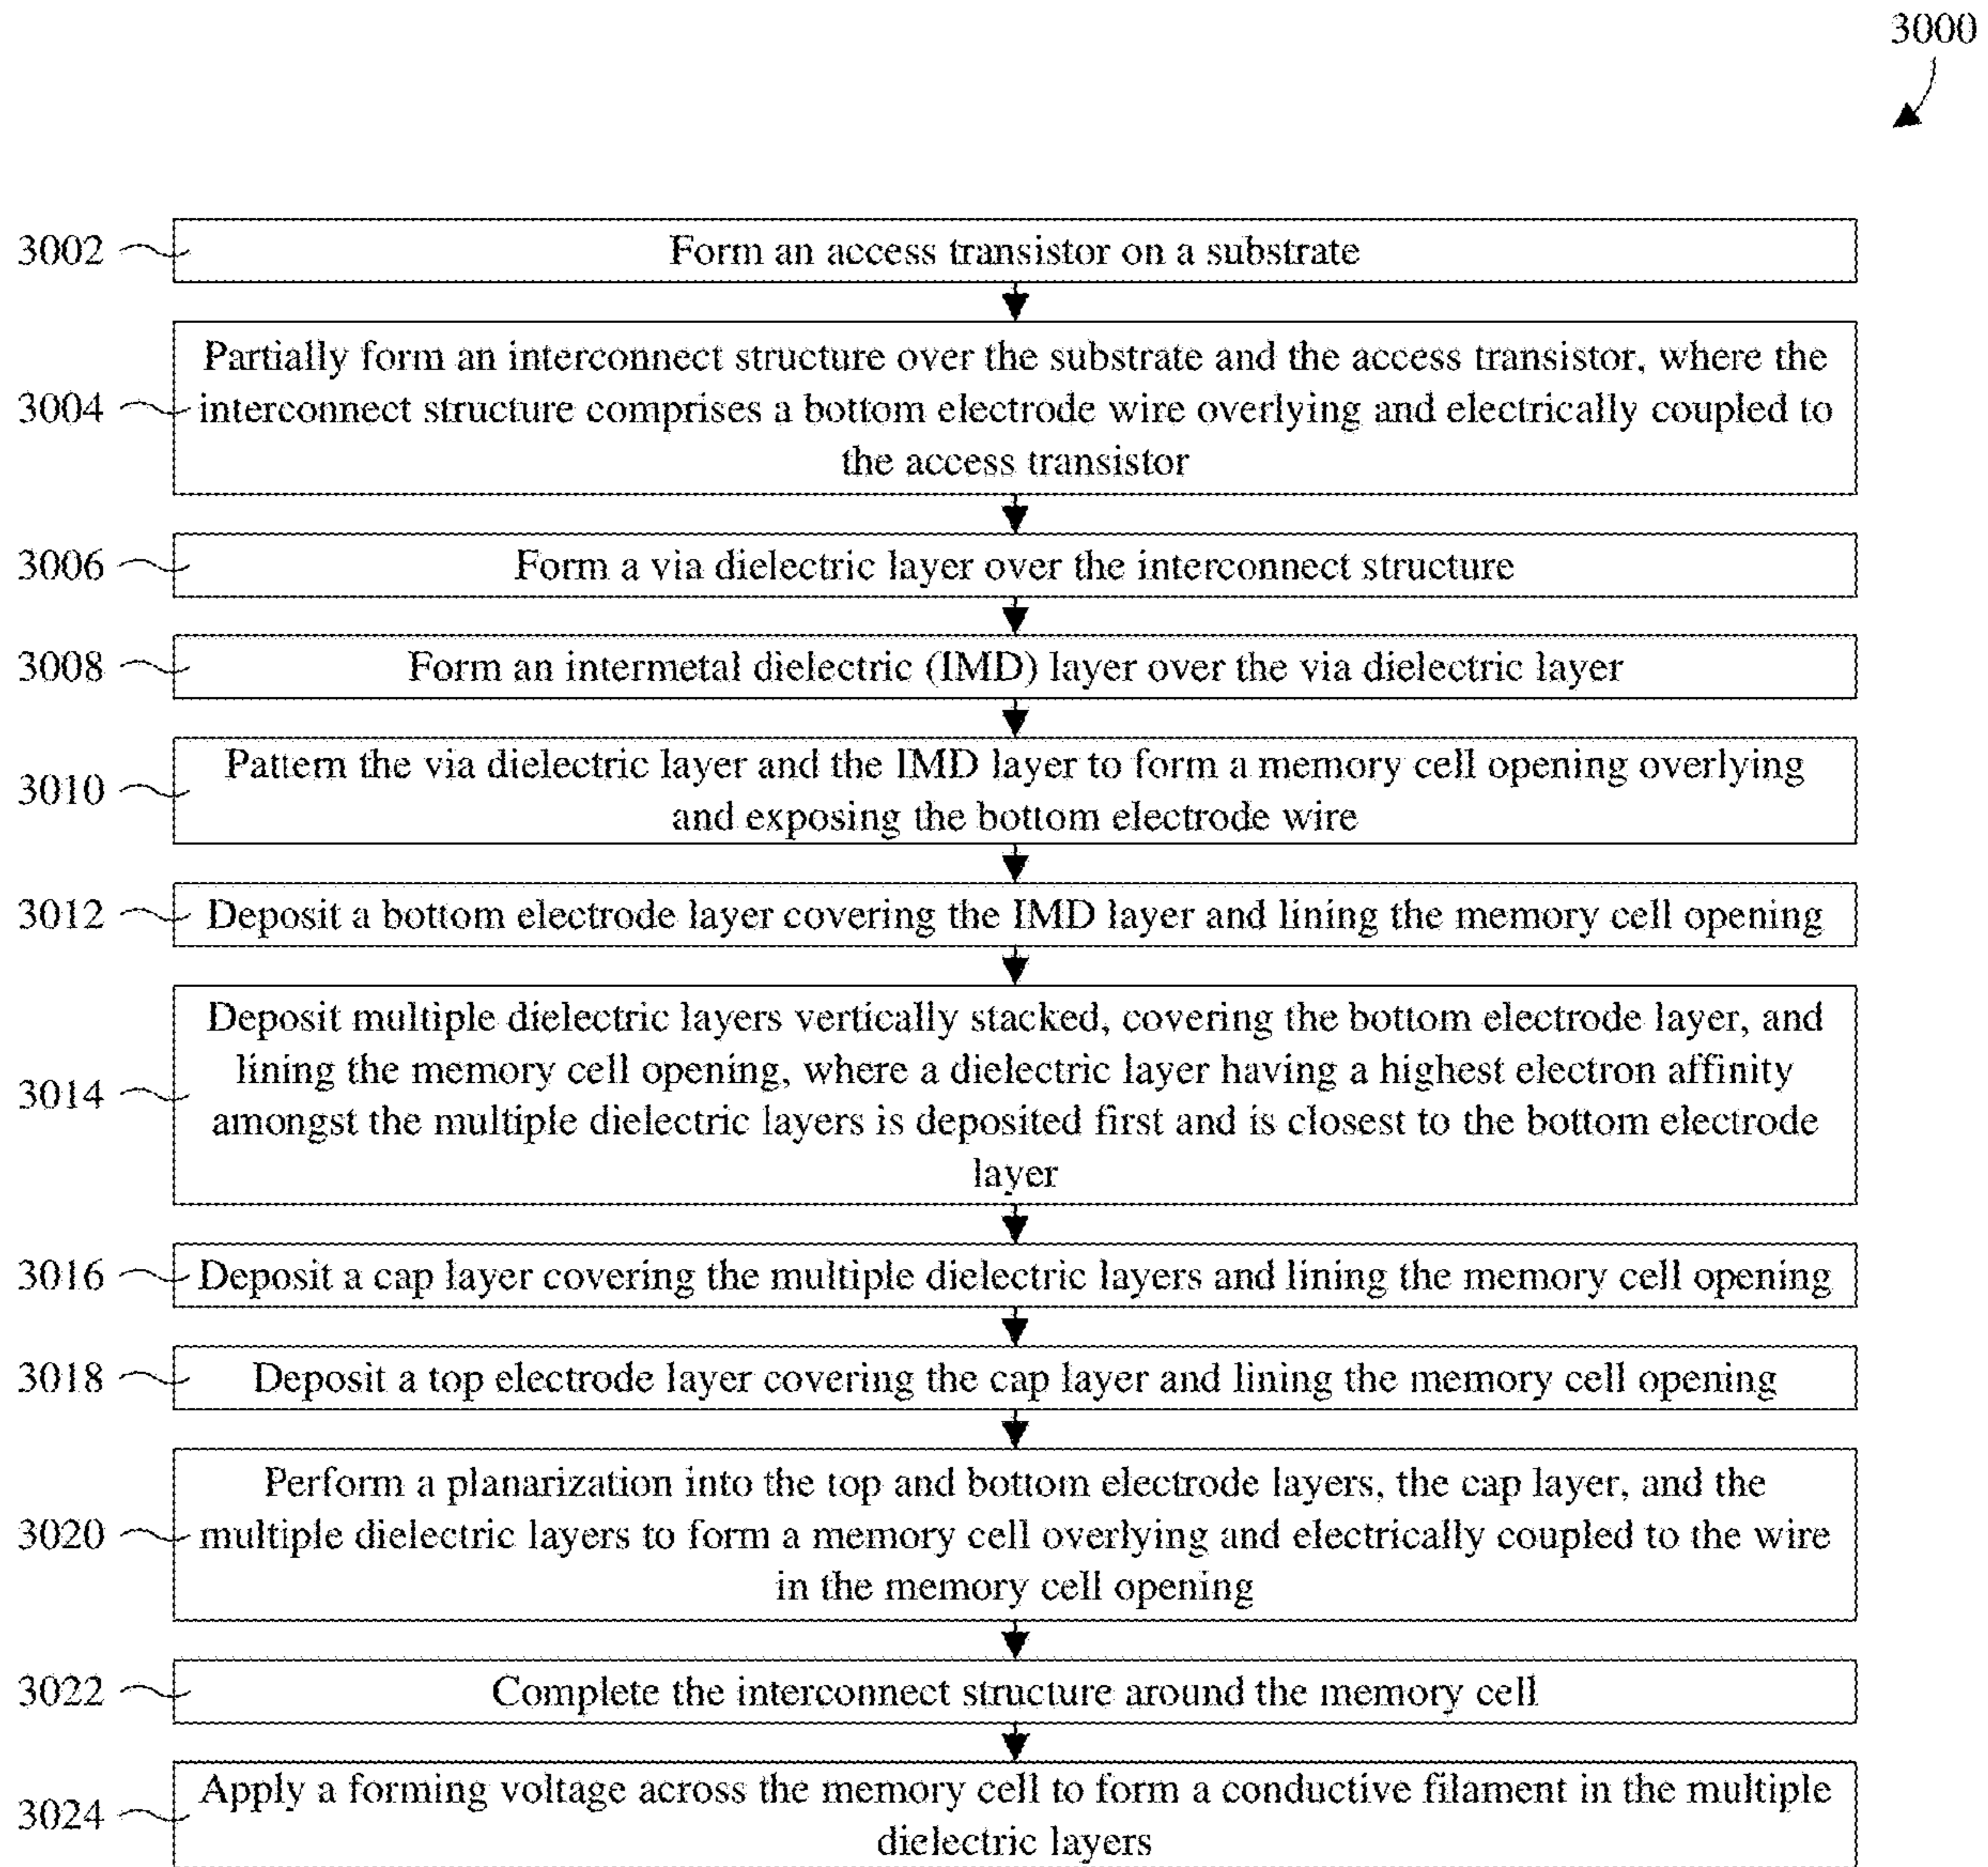 3000
3002
Form an access transistor on a substrate
Partially form an interconnect structure over the substrate and the access transistor, where the
3004
interconnect structure comprises a bottom electrode wire overlying and electrically coupled to
the access transistor
3006
Form a via dielectric layer over the interconnect structure
3008
Form an intermetal dielectric (IMD) layer over the via dielectric layer
Pattern the via dielectric layer and the IMD layer to form a memory cell opening overlying
3010
and exposing the bottom electrode wire
3012
Deposit a bottom electrode layer covering the IMD layer and lining the memory cell opening
Deposit multiple dielectric layers vertically stacked, covering the bottom electrode layer, and
lining the memory cell opening, where a dielectric layer having a highest electron affinity
3014
amongst the multiple dielectric layers is deposited first and is closest to the bottom electrode
layer
3016
Deposit a cap layer covering the multiple dielectric layers and lining the memory cell opening
3018
Deposit a top electrode layer covering the cap layer and lining the memory cell opening
Perform a planarization into the top and bottom electrode layers, the cap layer, and the
3020
multiple dielectric layers to form a memory cell overlying and electrically coupled to the wire
in the memory cell opening
3022
Complete the interconnect structure around the memory cell
Apply a forming voltage across the memory cell to form a conductive filament in the multiple
3024
dielectric layers